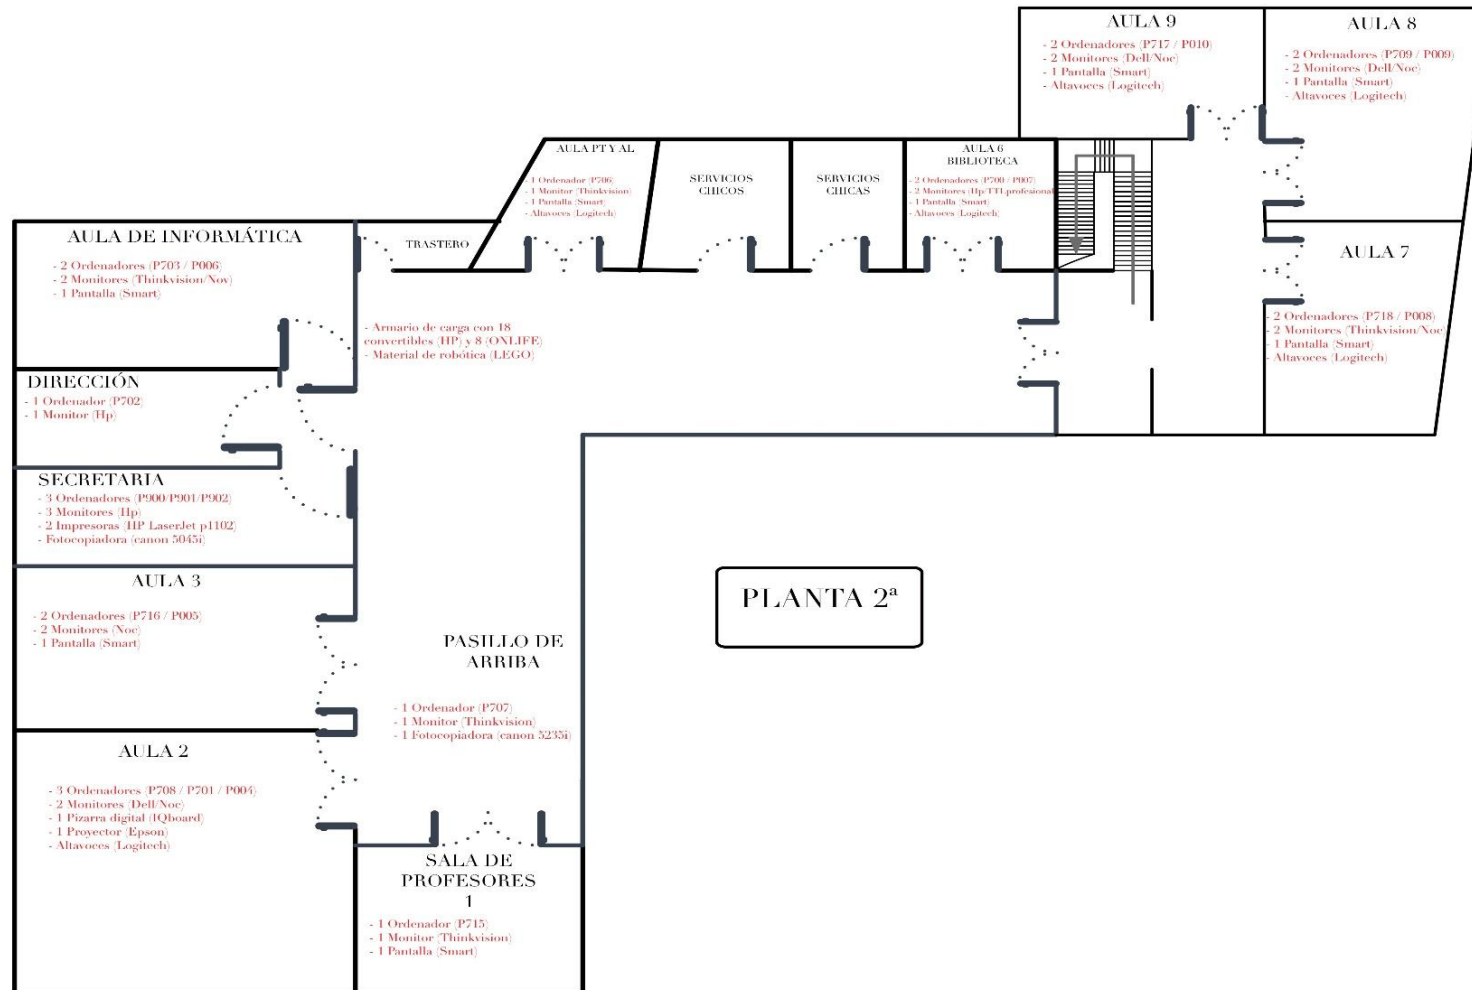 AULA 9
- 2 Ordenadores (P717 / P010)
- 2 Monitores (Dell/Noc)
- 1 Pantalla (Smart)
- Altavoces (Logitech)
AULA 8
- 2 Ordenadores (P709 / P009)
- 2 Monitores (Dell/Noc)
- 1 Pantalla (Smart)
- Altavoces (Logitech)
AULA PT Y AL
- 1 Ordenador (P706)
- 1 Monitor (Thinkvision)
- 1 Pantalla (Smart)
- Altavoces (Logitech)
SERVICIOS
CHICOS
SERVICIOS
CHICAS
AULA 6
BIBLIOTECA
- 2 Ordenadores (P700 / P007)
- 2 Monitores (Hp/TTLprofesional)
- 1 Pantalla (Smart)
- Altavoces (Logitech)
AULA DE INFORMÁTICA
- 2 Ordenadores (P703 / P006)
- 2 Monitores (Thinkvision/Nov)
- 1 Pantalla (Smart)
TRASTERO
AULA 7
- 2 Ordenadores (P718 / P008)
- 2 Monitores (Thinkvision/Noc)
- 1 Pantalla (Smart)
- Altavoces (Logitech)
- Armario de carga con 18
convertibles (HP) y 8 (ONLIFE)
- Material de robótica (LEGO)
DIRECCIÓN
- 1 Ordenador (P702)
- 1 Monitor (Hp)
SECRETARIA
- 3 Ordenadores (P900/P901/P902)
- 3 Monitores (Hp)
- 2 Impresoras (HP LaserJet p1102)
- Fotocopiadora (canon 5045i)
AULA 3
- 2 Ordenadores (P716 / P005)
- 2 Monitores (Noc)
- 1 Pantalla (Smart)
PLANTA 2ª
PASILLO DE
ARRIBA
- 1 Ordenador (P707)
- 1 Monitor (Thinkvision)
- 1 Fotocopiadora (canon 5235i)
AULA 2
- 3 Ordenadores (P708 / P701 / P004)
- 2 Monitores (Dell/Noc)
- 1 Pizarra digital (IQboard)
- 1 Proyector (Epson)
- Altavoces (Logitech)
SALA DE
PROFESORES
1
- 1 Ordenador (P715)
- 1 Monitor (Thinkvision)
- 1 Pantalla (Smart)